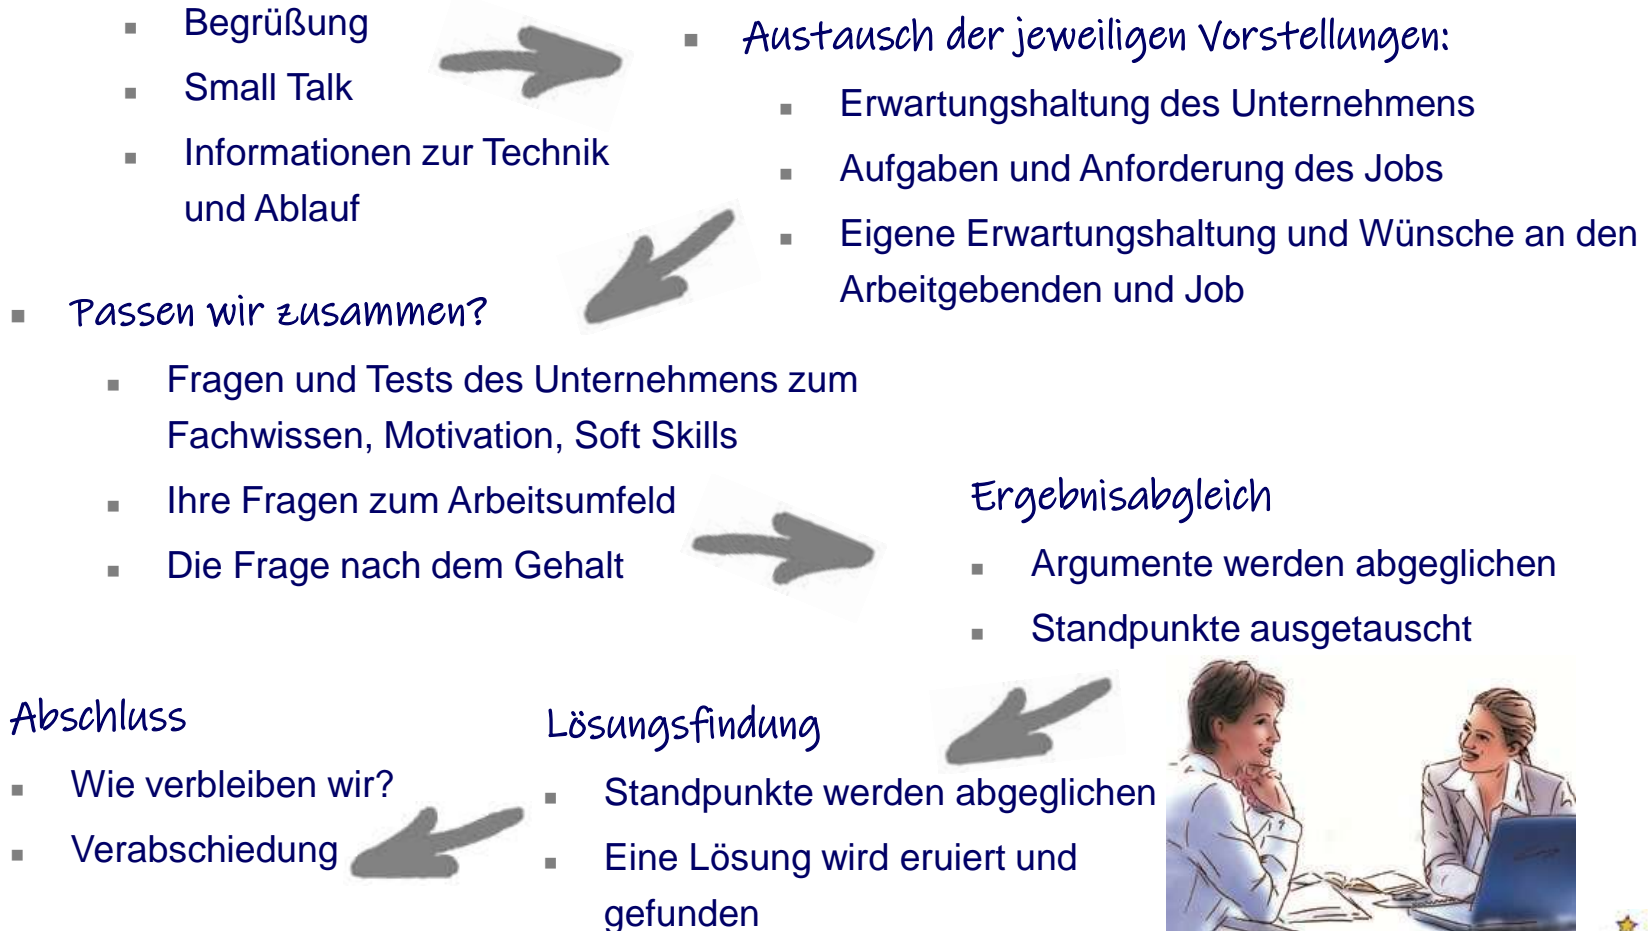 Begrüßung
Small Talk
Informationen zur Technik
und Ablauf
Austausch der jeweiligen Vorstellungen:
Erwartungshaltung des Unternehmens
Aufgaben und Anforderung des Jobs
Eigene Erwartungshaltung und Wünsche an den
Arbeitgebenden und Job
Passen wir zusammen?
Fragen und Tests des Unternehmens zum
Fachwissen, Motivation, Soft Skills
Ihre Fragen zum Arbeitsumfeld
Die Frage nach dem Gehalt
Ergebnisabgleich
Argumente werden abgeglichen
Standpunkte ausgetauscht
Lösungsfindung
Standpunkte werden abgeglichen
Eine Lösung wird eruiert und
gefunden
Abschluss
Wie verbleiben wir?
Verabschiedung